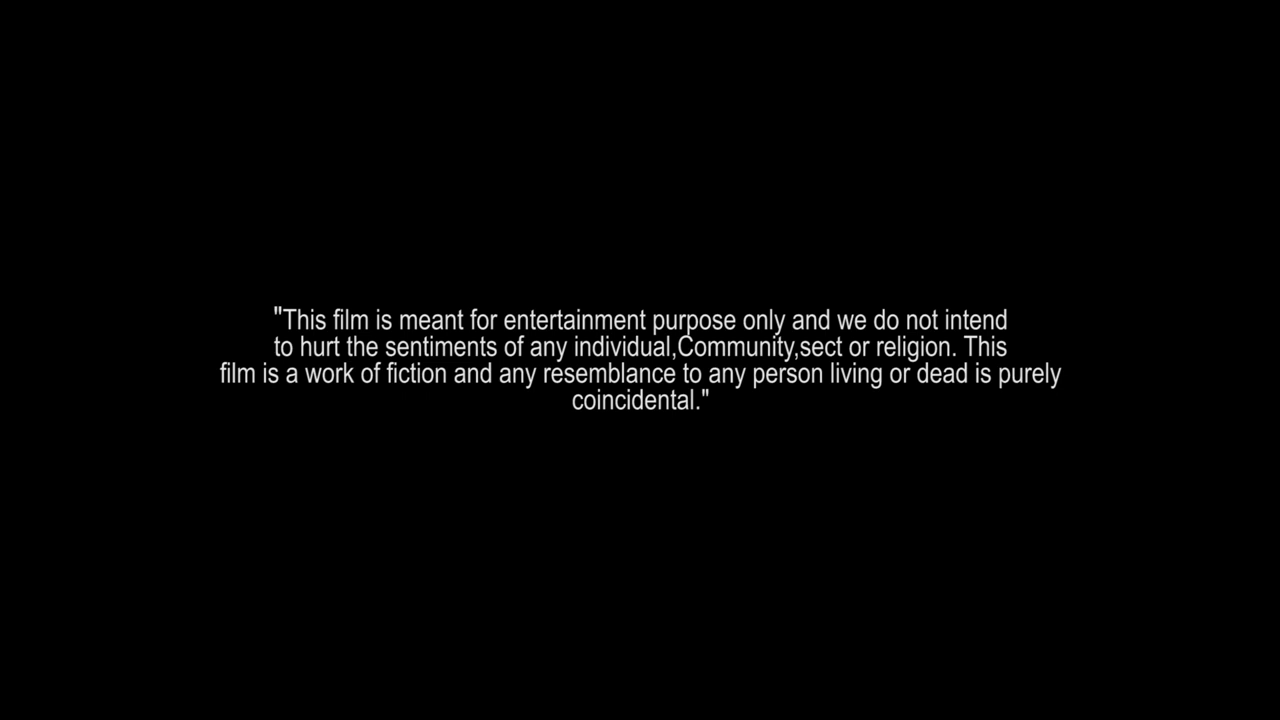 "This film is meant for entertainment purpose only and we do not intend
to hurt the sentiments of any individual,Community,sect or religion. This
film is a work of fiction and any resemblance to any person living or dead is purely
coincidental."